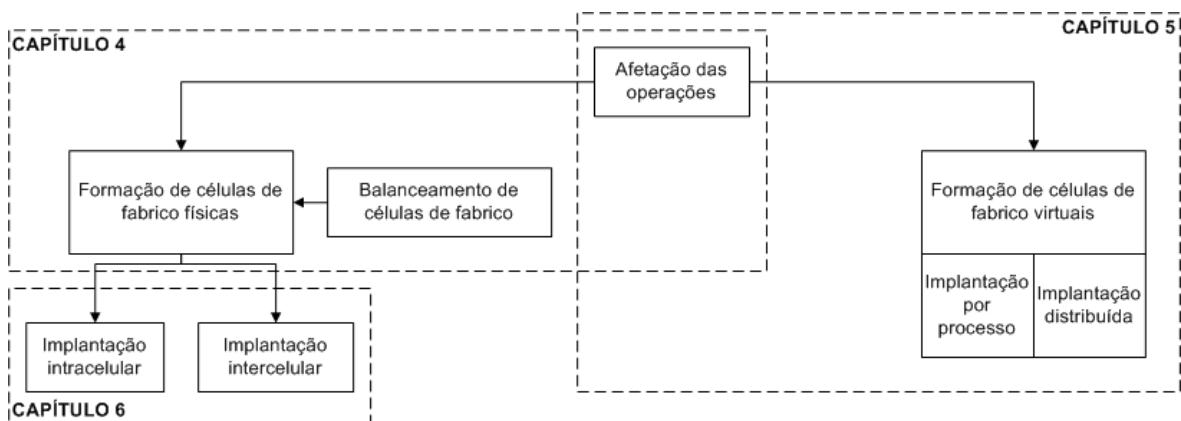 CAPÍTULO 4
CAPÍTULO 5
Afetação das
operações
Formação de células de
fabrico físicas
Balanceamento de
células de fabrico
Formação de células de
fabrico virtuais
Implantação
por
processo
Implantação
distribuída
Implantação
intracelular
Implantação
intercelular
CAPÍTULO 6